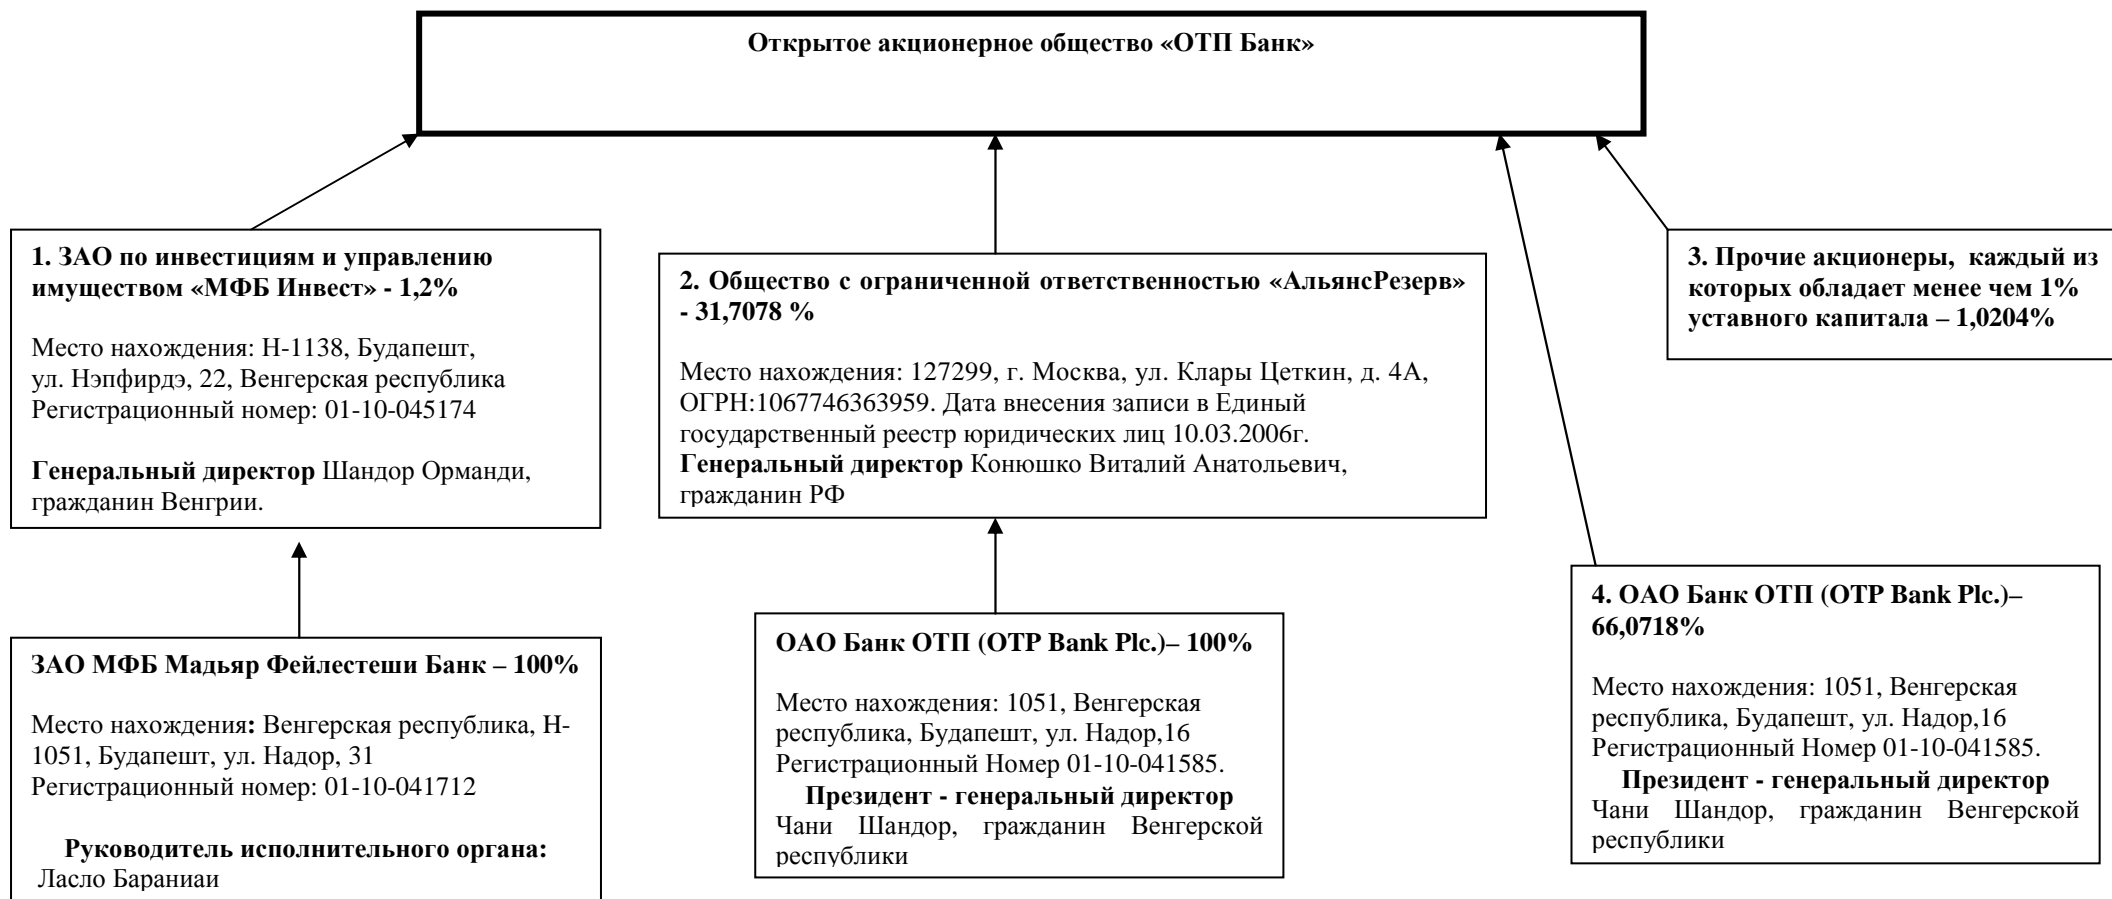 Открытое акционерное общество «ОТП Банк»
1. ЗАО по инвестициям и управлению
имуществом «МФБ Инвест» - 1,2%
Место нахождения: Н-1138, Будапешт,
ул. Нэпфирдэ, 22, Венгерская республика
Регистрационный номер: 01-10-045174
Генеральный директор Шандор Орманди,
гражданин Венгрии.
2. Общество с ограниченной ответственностью «АльянсРезерв»
- 31,7078 %
Место нахождения: 127299, г. Москва, ул. Клары Цеткин, д. 4А,
ОГРН:1067746363959. Дата внесения записи в Единый
государственный реестр юридических лиц 10.03.2006г.
Генеральный директор Конюшко Виталий Анатольевич,
гражданин РФ
3. Прочие акционеры, каждый из
которых обладает менее чем 1%
уставного капитала – 1,0204%
ЗАО МФБ Мадьяр Фейлестеши Банк – 100%
Место нахождения: Венгерская республика, Н-
1051, Будапешт, ул. Надор, 31
Регистрационный номер: 01-10-041712
Руководитель исполнительного органа:
Ласло Бараниаи
ОАО Банк ОТП (OTP Bank Plc.)– 100%
Место нахождения: 1051, Венгерская
республика, Будапешт, ул. Надор,16
Регистрационный Номер 01-10-041585.
Президент - генеральный директор
Чани Шандор, гражданин Венгерской
республики
4. ОАО Банк ОТП (OTP Bank Plc.)–
66,0718%
Место нахождения: 1051, Венгерская
республика, Будапешт, ул. Надор,16
Регистрационный Номер 01-10-041585.
Президент - генеральный директор
Чани Шандор, гражданин Венгерской
республики